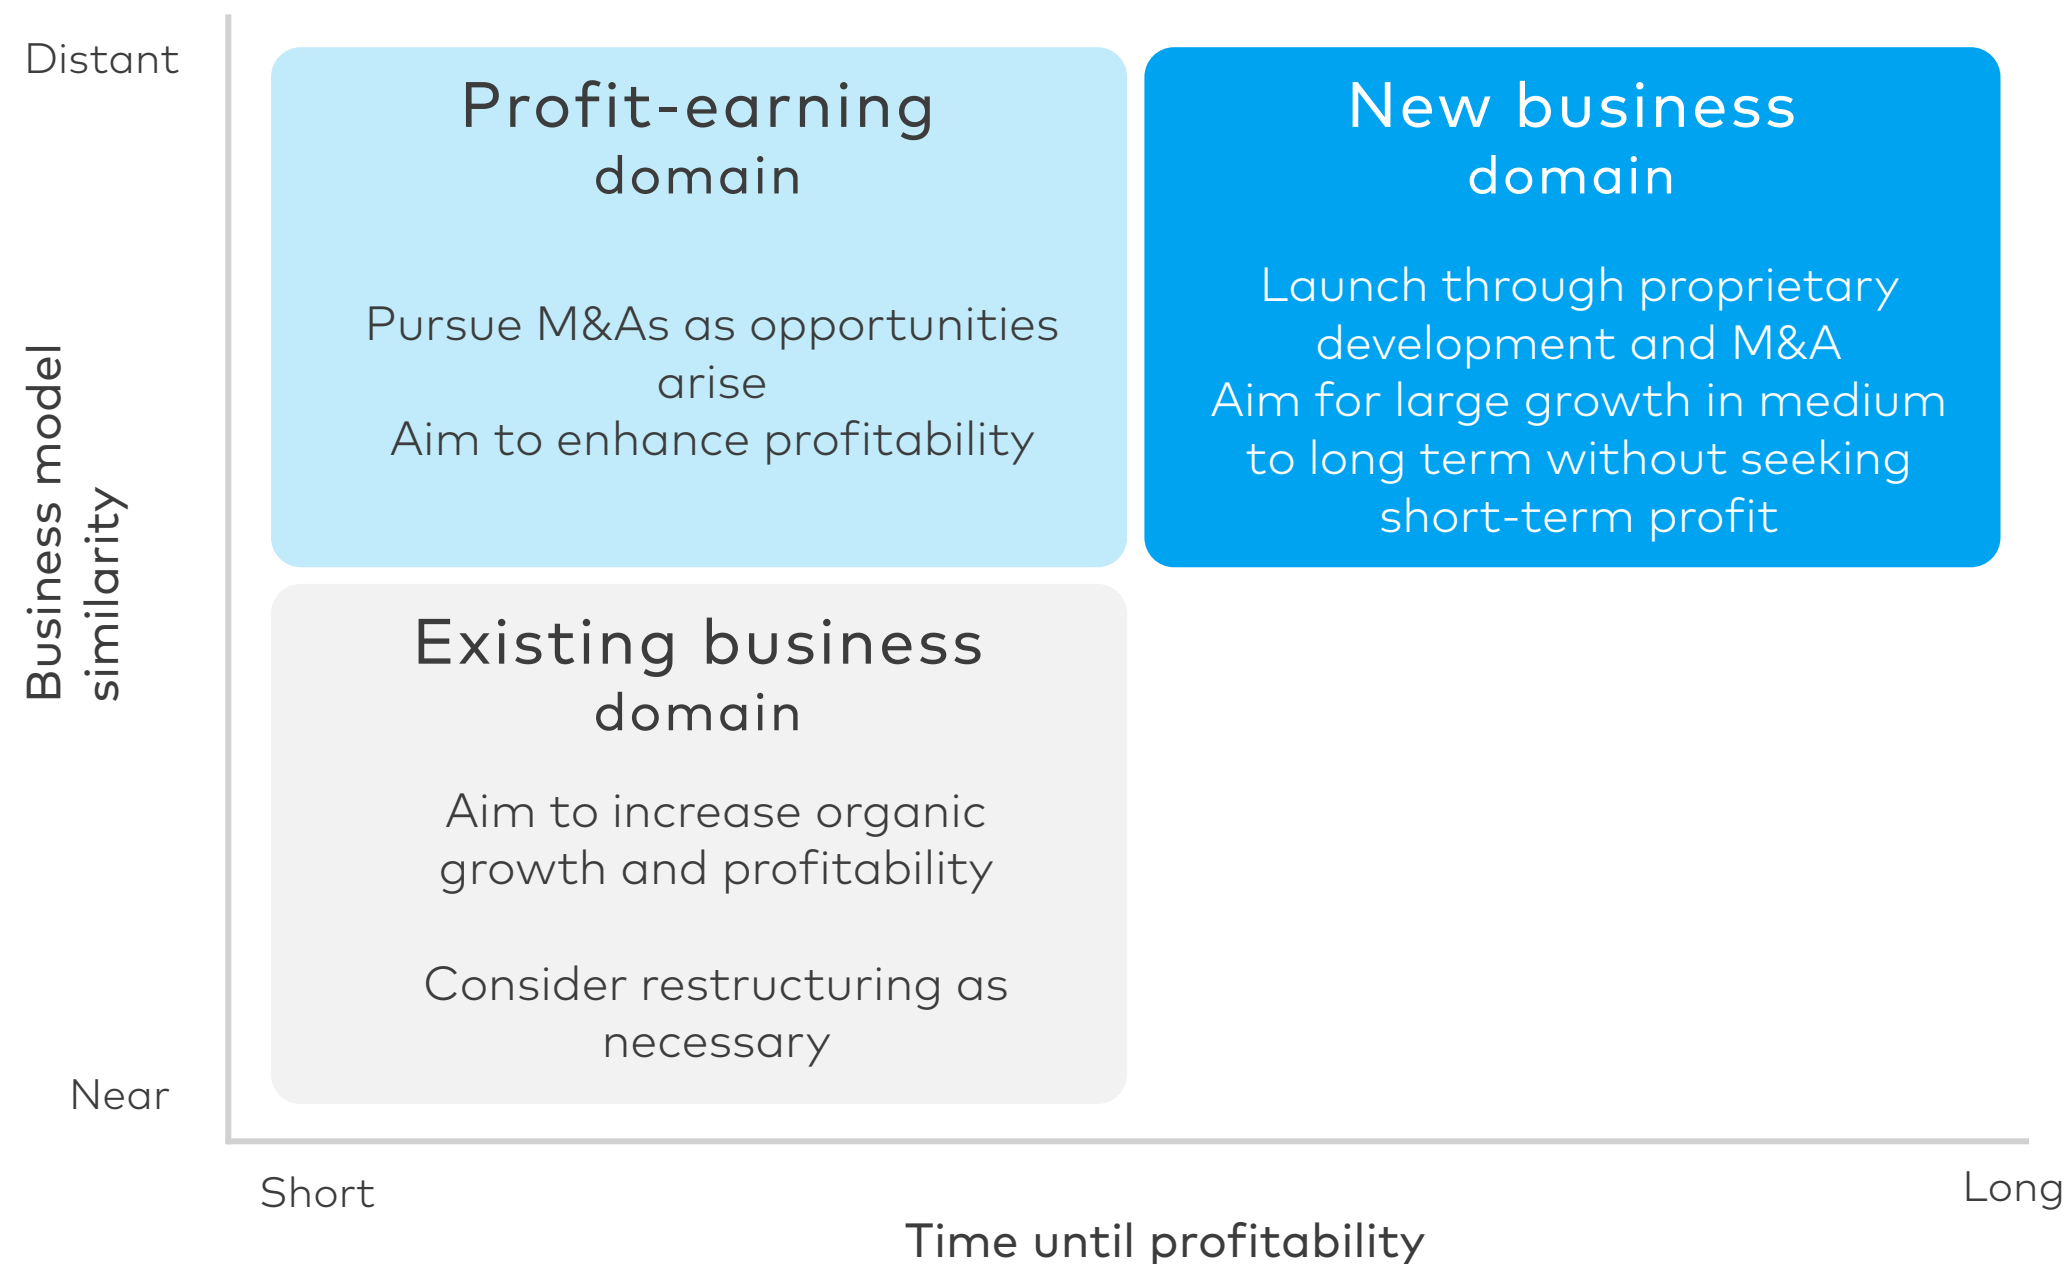 Distant
Business model
similarity
Near
Profit-earning
domain
Pursue M&As as opportunities
arise
Aim to enhance profitability
New business
domain
Launch through proprietary
development and M&A
Aim for large growth in medium
to long term without seeking
short-term profit
Existing business
domain
Aim to increase organic
growth and profitability
Consider restructuring as
necessary
Short
Long
Time until profitability